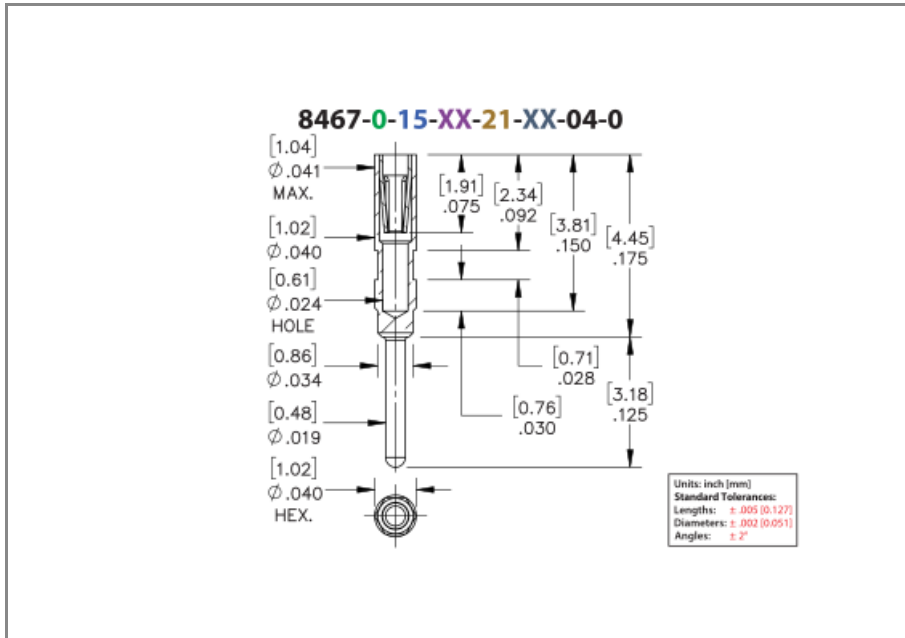 8467-0-15-XX-21-XX-04-0
[1.04]
Ø.041
MAX.
[1.02]
Ø.040
[0.61]
Ø.024
HOLE
[0.86]
Ø.034
[0.48]
Ø.019
[1.02]
Ø.040
HEX.
[1.91]
.075
[2.34]
.092
[3.81]
.150
[4.45]
.175
[0.71]
.028
[0.76]
.030
[3.18]
.125
Units: inch [mm]
Standard Tolerances:
Lengths: ± .005 [0.127]
Diameters: ± .002 [0.051]
Angles: ± 2°